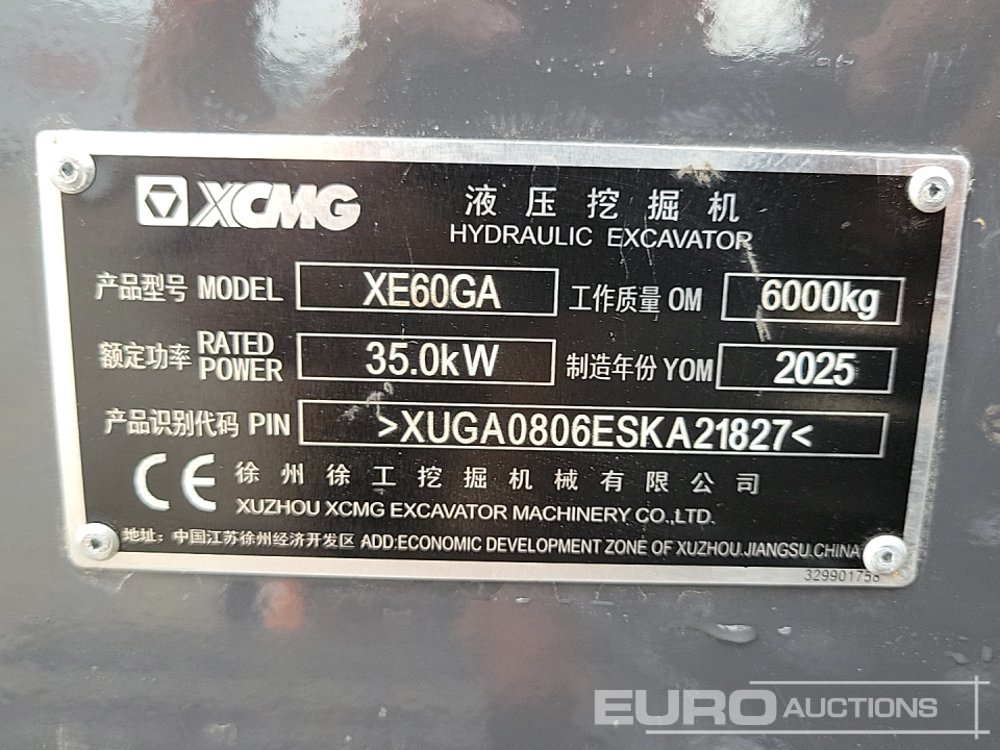 XCMG 液压挖掘机
HYDRAULIC EXCAVATOR
产品型号 MODEL XE60GA 工作质量 OM 6000kg
额定功率 RATED POWER 35.0kW 制造年份 YOM 2025
产品识别代码 PIN >XUGA0806ESKA21827<
CE 徐州徐工挖掘机械有限公司
XUZHOU XCMG EXCAVATOR MACHINERY CO.,LTD.
地址：中国江苏徐州经济开发区 ADD:ECONOMIC DEVELOPMENT ZONE OF XUZHOU.JIANGSU.CHINA
329901758
EURO AUCTIONS